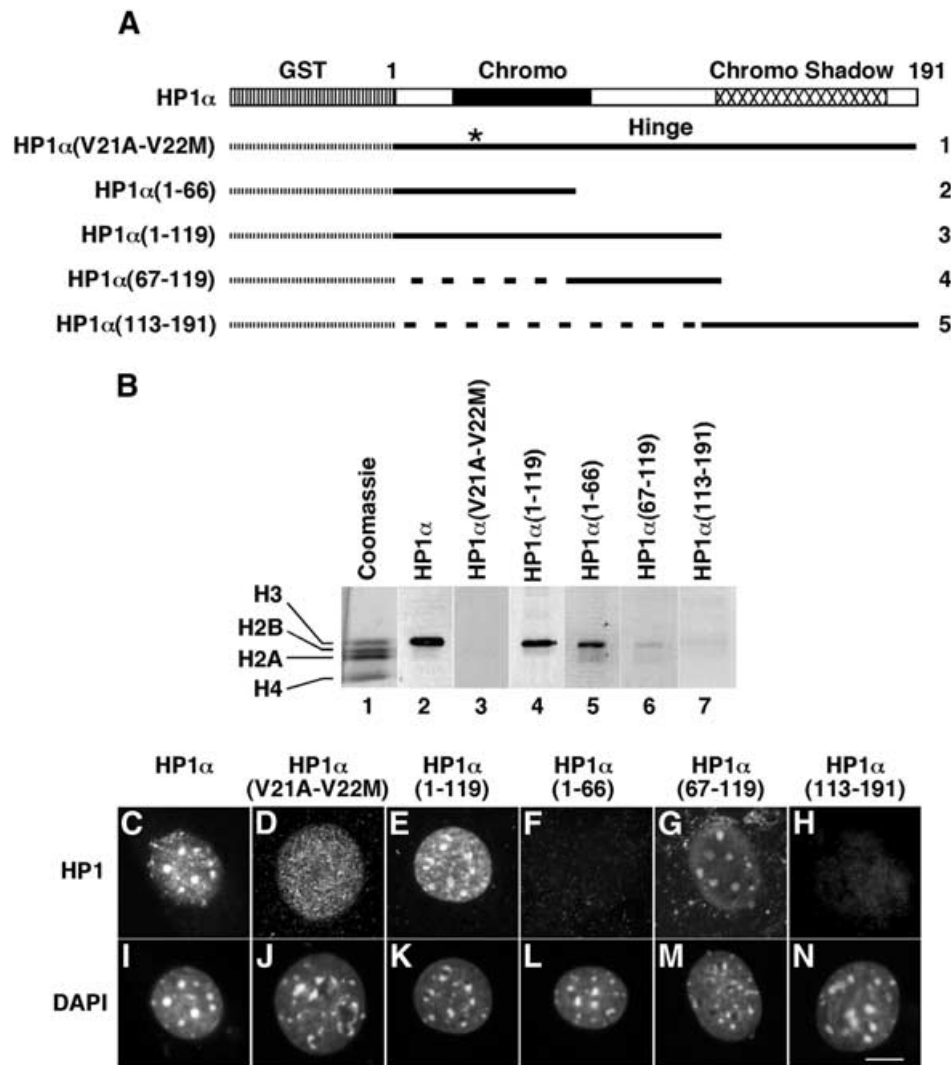 A
GST 1 Chromo Chromo Shadow 191
HP1α
Hinge
HP1α(V21A-V22M) * 1
HP1α(1-66) 2
HP1α(1-119) 3
HP1α(67-119) 4
HP1α(113-191) 5
B
Coomassie
HP1α
HP1α(V21A-V22M)
HP1α(1-119)
HP1α(1-66)
HP1α(67-119)
HP1α(113-191)
H3
H2B
H2A
H4
1 2 3 4 5 6 7
HP1α
HP1α (V21A-V22M)
HP1α (1-119)
HP1α (1-66)
HP1α (67-119)
HP1α (113-191)
HP1
C D E F G H
DAPI
I J K L M N